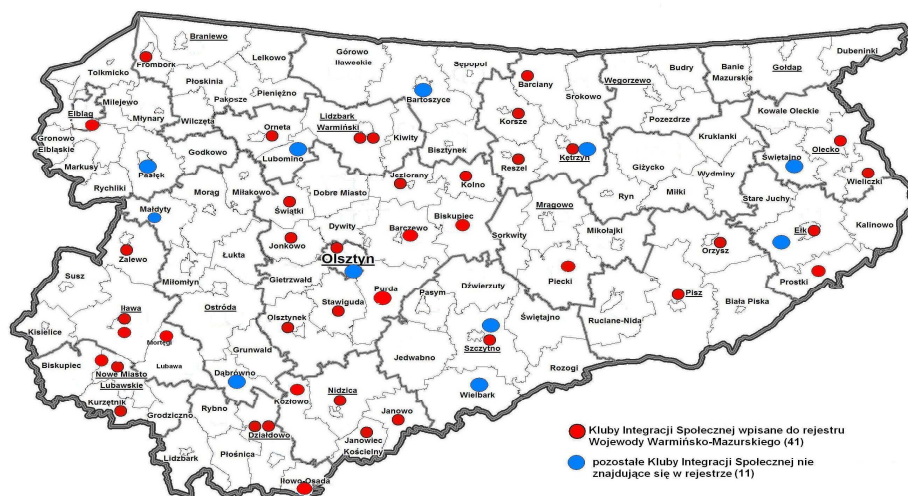 Braniewo
Frombork
Lelkowo
Górowo
Iławeckie
Sępopol
Dubeninki
Tolkmicko
Płoskinia
Bartoszyce
Barciany
Węgorzewo
Budry
Banie
Mazurskie
Gołdap
Milejewo
Pakosze
Pieniężno
Srokowo
Elbląg
Młynary
Wilczęta
Orneta
Lidzbark
Warmiński
Kiwity
Korsze
Pozezdrze
Kowale Oleckie
Gronowo
Elbląskie
Godkowo
Lubomino
Bisztynek
Reszel
Kętrzyn
Kruklanki
Olecko
Markusy
Pasłęk
Giżycko
Wydminy
Świętajno
Wieliczki
Rychliki
Morąg
Miłakowo
Dobre Miasto
Jeziorany
Kolno
Ryn
Miłki
Stare Juchy
Małdyty
Świątki
Mrągowo
Zalewo
Jonkowo
Dywity
Barczewo
Biskupiec
Sorkwity
Mikołajki
Orzysz
Ełk
Kalinowo
Susz
Łukta
Olsztyn
Miłomłyn
Gietrzwałd
Purda
Pasym
Dźwierzuty
Piecki
Pisz
Prostki
Kisielice
Iława
Ostróda
Olsztynek
Stawiguda
Świętajno
Ruciane-Nida
Biała Piska
Mortęgi
Grunwald
Jedwabno
Szczytno
Biskupiec
Nowe Miasto
Lubawskie
Lubawa
Dąbrówno
Wielbark
Rozogi
Kurzętnik
Grodziczno
Rybno
Kozłowo
Nidzica
Janowo
Działdowo
Janowiec
Kościelny
Lidzbark
Płośnica
Iłowo-Osada
Kluby Integracji Społecznej wpisane do rejestru
Wojewody Warmińsko-Mazurskiego (41)
pozostałe Kluby Integracji Społecznej nie
znajdujące się w rejestrze (11)